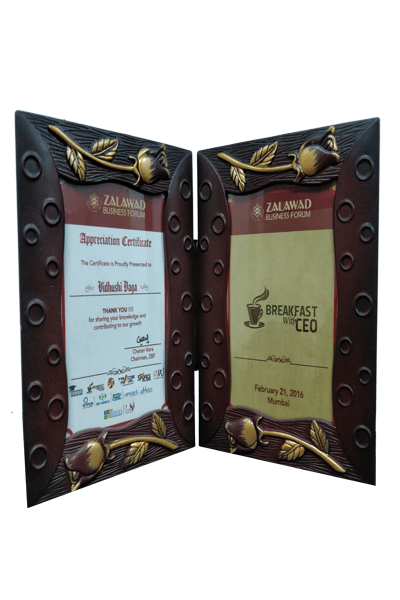 ZALAWAD
BUSINESS FORUM
Appreciation Certificate
The Certificate is Proudly Presented to
Vidhushi Daga
THANK YOU !!!
for sharing your knowledge and
contributing to our growth
Chetan Vora
Chairman, ZBF
ZALAWAD
BUSINESS FORUM
BREAKFAST
With CEO
February 21, 2016
Mumbai